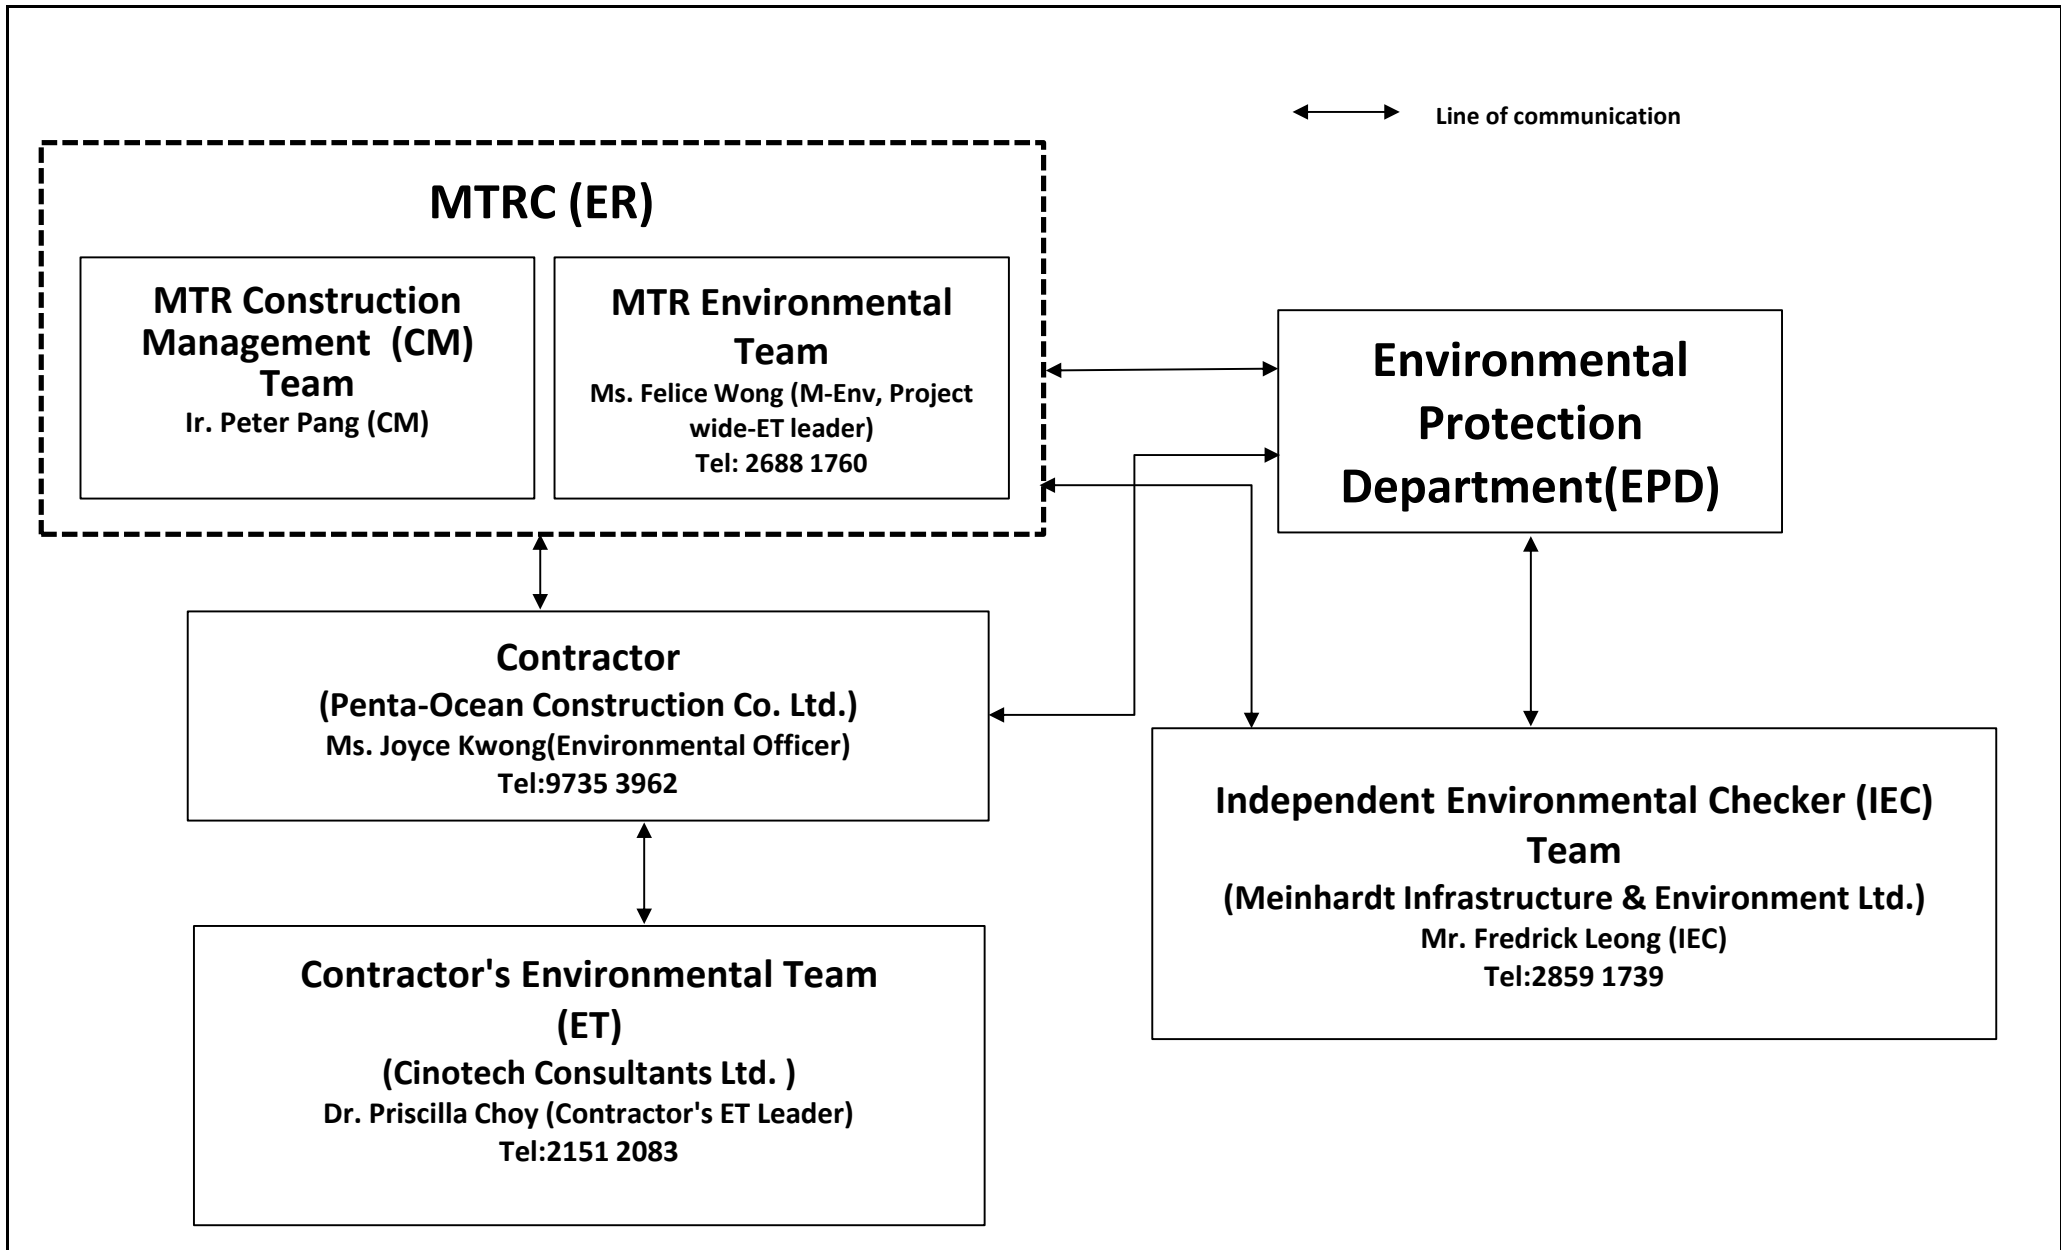 Line of communication
MTRC (ER)
MTR Construction
Management (CM)
Team
Ir. Peter Pang (CM)
MTR Environmental
Team
Ms. Felice Wong (M-Env, Project
wide-ET leader)
Tel: 2688 1760
Environmental
Protection
Department(EPD)
Contractor
(Penta-Ocean Construction Co. Ltd.)
Ms. Joyce Kwong(Environmental Officer)
Tel:9735 3962
Independent Environmental Checker (IEC)
Team
(Meinhardt Infrastructure & Environment Ltd.)
Mr. Fredrick Leong (IEC)
Tel:2859 1739
Contractor's Environmental Team
(ET)
(Cinotech Consultants Ltd. )
Dr. Priscilla Choy (Contractor's ET Leader)
Tel:2151 2083